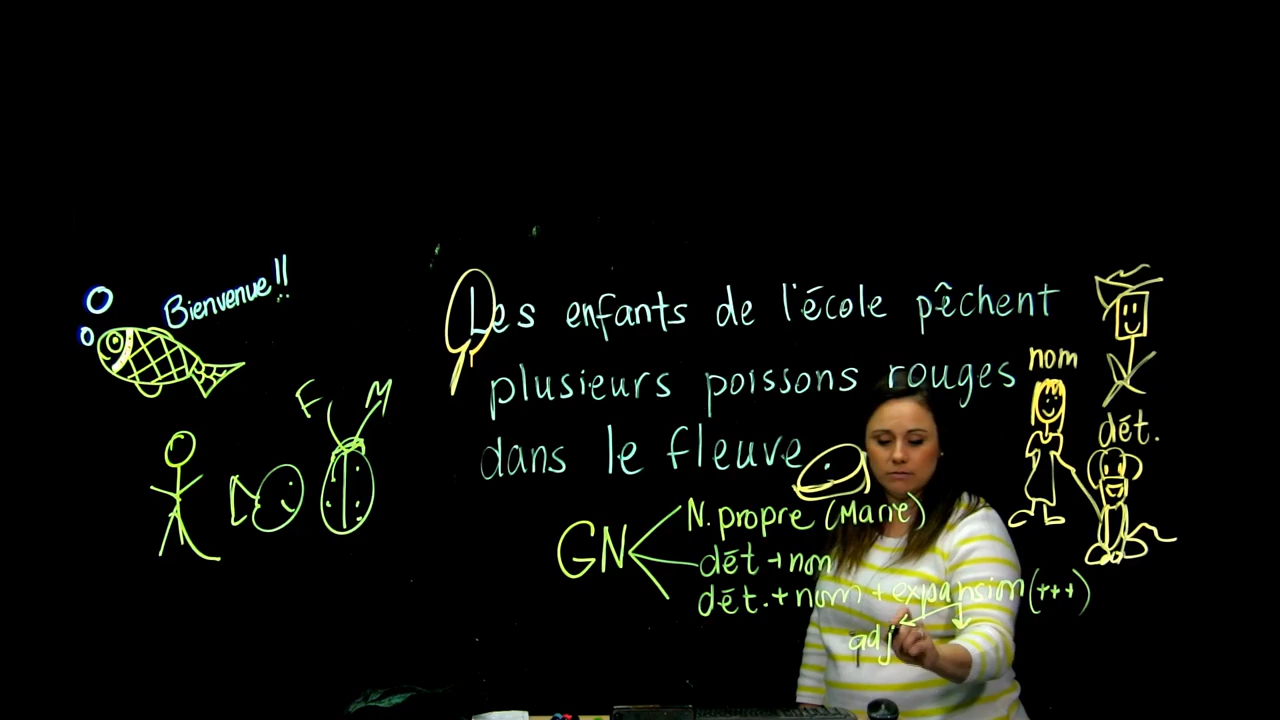 Bienvenue!!
F M
Les enfants de l'école pêchent
plusieurs poissons rouges
dans le fleuve
nom
dét.
GN
N. propre (Marie)
dét + nom
dét. + nom + expansion (+++)
adj